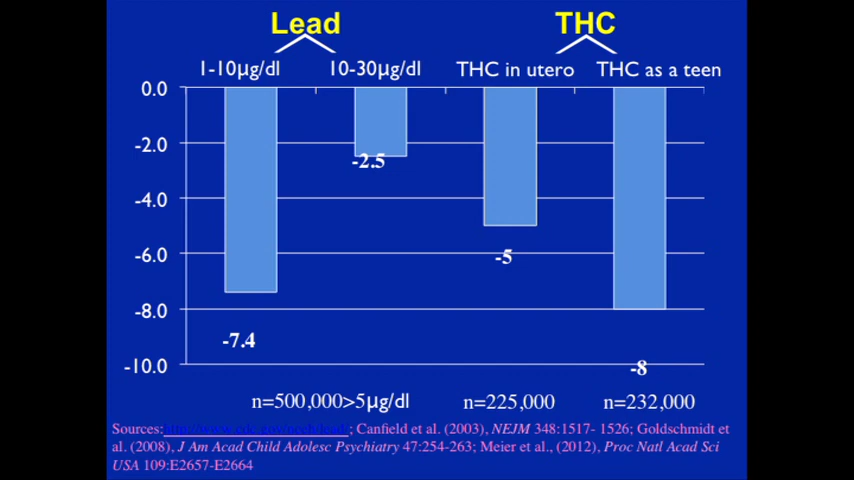 Lead THC
1-10µg/dl 10-30µg/dl THC in utero THC as a teen
0.0
-2.0
-2.5
-4.0
-5
-6.0
-8.0
-7.4
-10.0
-8
n=500,000>5µg/dl n=225,000 n=232,000
Sources: ; Canfield et al. (2003), NEJM 348:1517- 1526; Goldschmidt et
al. (2008), J Am Acad Child Adolesc Psychiatry 47:254-263; Meier et al., (2012), Proc Natl Acad Sci
USA 109:E2657-E2664